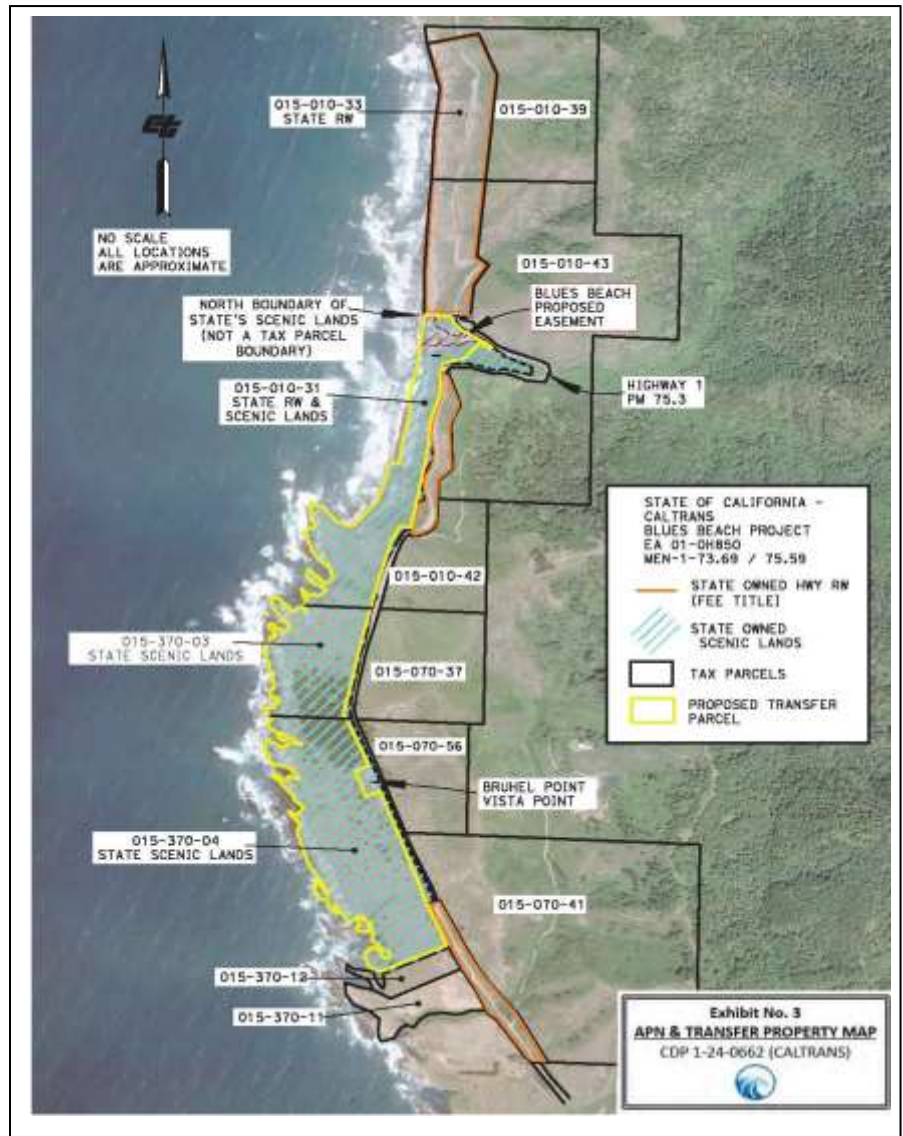 015-010-33
STATE RW
015-010-39
NO SCALE
ALL LOCATIONS
ARE APPROXIMATE
015-010-43
NORTH BOUNDARY OF
STATE'S SCENIC LANDS
(NOT A TAX PARCEL
BOUNDARY)
BLUES BEACH
PROPOSED
EASEMENT
015-010-31
STATE RW &
SCENIC LANDS
HIGHWAY 1
PM 75.3
STATE OF CALIFORNIA -
CALTRANS
BLUES BEACH PROJECT
EA 01-0H850
MEN-1-73.69 / 75.59
STATE OWNED HWY RW
(FEE TITLE)
STATE OWNED
SCENIC LANDS
TAX PARCELS
PROPOSED TRANSFER
PARCEL
015-010-42
015-370-03
STATE SCENIC LANDS
015-070-37
015-070-56
BRUHEL POINT
VISTA POINT
015-370-04
STATE SCENIC LANDS
015-070-41
015-370-12
015-370-11
Exhibit No. 3
APN & TRANSFER PROPERTY MAP
CDP 1-24-0662 (CALTRANS)